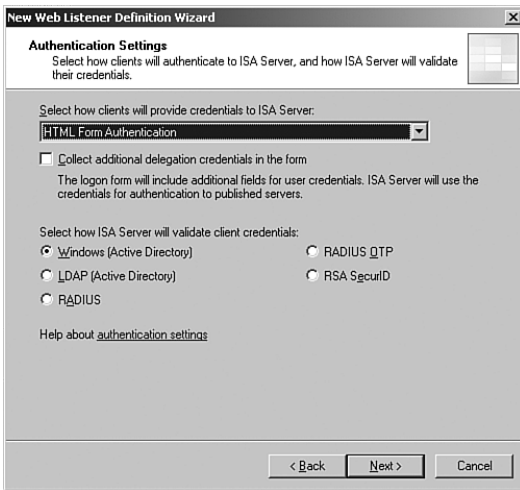 New Web Listener Definition Wizard
Authentication Settings
Select how clients will authenticate to ISA Server, and how ISA Server will validate
their credentials.
Select how clients will provide credentials to ISA Server:
HTML Form Authentication
Collect additional delegation credentials in the form
The logon form will include additional fields for user credentials. ISA Server will use the
credentials for authentication to published servers.
Select how ISA Server will validate client credentials:
Windows (Active Directory)
RADIUS OTP
LDAP (Active Directory)
RSA SecurID
RADIUS
Help about authentication settings
< Back
Next >
Cancel